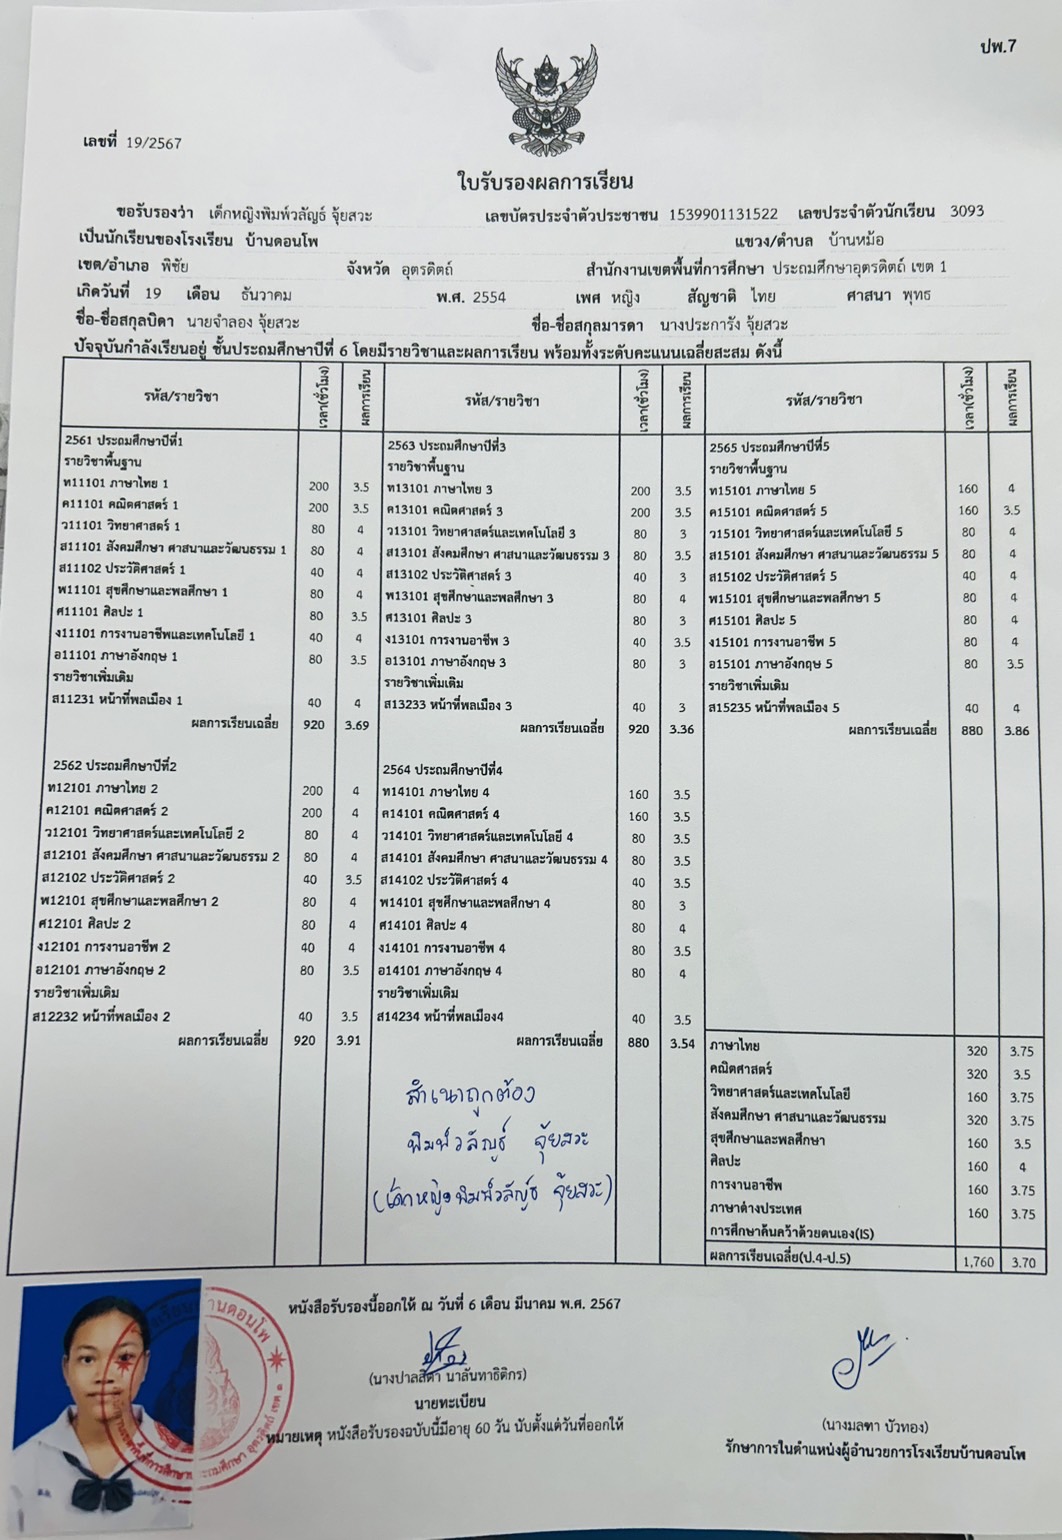 ปพ.7
เลขที่ 19/2567
ใบรับรองผลการเรียน
ขอรับรองว่า เด็กหญิงพิมพ์วลัญธ์ จุ้ยสวะ เลขบัตรประจำตัวประชาชน 1539901131522 เลขประจำตัวนักเรียน 3093
เป็นนักเรียนของโรงเรียน บ้านดอนโพ แขวง/ตำบล บ้านหม้อ
เขต/อำเภอ พิชัย จังหวัด อุตรดิตถ์ สำนักงานเขตพื้นที่การศึกษา ประถมศึกษาอุตรดิตถ์ เขต 1
เกิดวันที่ 19 เดือน ธันวาคม พ.ศ. 2554 เพศ หญิง สัญชาติ ไทย ศาสนา พุทธ
ชื่อ-ชื่อสกุลบิดา นายจำลอง จุ้ยสวะ ชื่อ-ชื่อสกุลมารดา นางประการัง จุ้ยสวะ
ปัจจุบันกำลังเรียนอยู่ ชั้นประถมศึกษาปีที่ 6 โดยมีรายวิชาและผลการเรียน พร้อมทั้งระดับคะแนนเฉลี่ยสะสม ดังนี้
รหัส/รายวิชา เวลา(ชั่วโมง) ผลการเรียน
2561 ประถมศึกษาปีที่1
รายวิชาพื้นฐาน
ท11101 ภาษาไทย 1 200 3.5
ค11101 คณิตศาสตร์ 1 200 3.5
ว11101 วิทยาศาสตร์ 1 80 4
ส11101 สังคมศึกษา ศาสนาและวัฒนธรรม 1 80 4
ส11102 ประวัติศาสตร์ 1 40 4
พ11101 สุขศึกษาและพลศึกษา 1 80 4
ศ11101 ศิลปะ 1 80 3.5
ง11101 การงานอาชีพและเทคโนโลยี 1 40 4
อ11101 ภาษาอังกฤษ 1 80 3.5
รายวิชาเพิ่มเติม
ส11231 หน้าที่พลเมือง 1 40 4
ผลการเรียนเฉลี่ย 920 3.69
2562 ประถมศึกษาปีที่2
ท12101 ภาษาไทย 2 200 4
ค12101 คณิตศาสตร์ 2 200 4
ว12101 วิทยาศาสตร์และเทคโนโลยี 2 80 4
ส12101 สังคมศึกษา ศาสนาและวัฒนธรรม 2 80 4
ส12102 ประวัติศาสตร์ 2 40 3.5
พ12101 สุขศึกษาและพลศึกษา 2 80 4
ศ12101 ศิลปะ 2 80 4
ง12101 การงานอาชีพ 2 40 4
อ12101 ภาษาอังกฤษ 2 80 3.5
รายวิชาเพิ่มเติม
ส12232 หน้าที่พลเมือง 2 40 3.5
ผลการเรียนเฉลี่ย 920 3.91
รหัส/รายวิชา เวลา(ชั่วโมง) ผลการเรียน
2563 ประถมศึกษาปีที่3
รายวิชาพื้นฐาน
ท13101 ภาษาไทย 3 200 3.5
ค13101 คณิตศาสตร์ 3 200 3.5
ว13101 วิทยาศาสตร์และเทคโนโลยี 3 80 3
ส13101 สังคมศึกษา ศาสนาและวัฒนธรรม 3 80 3.5
ส13102 ประวัติศาสตร์ 3 40 3
พ13101 สุขศึกษาและพลศึกษา 3 80 4
ศ13101 ศิลปะ 3 80 3
ง13101 การงานอาชีพ 3 40 3.5
อ13101 ภาษาอังกฤษ 3 80 3
รายวิชาเพิ่มเติม
ส13233 หน้าที่พลเมือง 3 40 3
ผลการเรียนเฉลี่ย 920 3.36
2564 ประถมศึกษาปีที่4
ท14101 ภาษาไทย 4 160 3.5
ค14101 คณิตศาสตร์ 4 160 3.5
ว14101 วิทยาศาสตร์และเทคโนโลยี 4 80 3.5
ส14101 สังคมศึกษา ศาสนาและวัฒนธรรม 4 80 3.5
ส14102 ประวัติศาสตร์ 4 40 3.5
พ14101 สุขศึกษาและพลศึกษา 4 80 3
ศ14101 ศิลปะ 4 80 4
ง14101 การงานอาชีพ 4 80 3.5
อ14101 ภาษาอังกฤษ 4 80 4
รายวิชาเพิ่มเติม
ส14234 หน้าที่พลเมือง4 40 3.5
ผลการเรียนเฉลี่ย 880 3.54
สำเนาถูกต้อง
พิมพ์วลัญธ์ จุ้ยสวะ
(เด็กหญิงพิมพ์วลัญธ์ จุ้ยสวะ)
รหัส/รายวิชา เวลา(ชั่วโมง) ผลการเรียน
2565 ประถมศึกษาปีที่5
รายวิชาพื้นฐาน
ท15101 ภาษาไทย 5 160 4
ค15101 คณิตศาสตร์ 5 160 3.5
ว15101 วิทยาศาสตร์และเทคโนโลยี 5 80 4
ส15101 สังคมศึกษา ศาสนาและวัฒนธรรม 5 80 4
ส15102 ประวัติศาสตร์ 5 40 4
พ15101 สุขศึกษาและพลศึกษา 5 80 4
ศ15101 ศิลปะ 5 80 4
ง15101 การงานอาชีพ 5 80 4
อ15101 ภาษาอังกฤษ 5 80 3.5
รายวิชาเพิ่มเติม
ส15235 หน้าที่พลเมือง 5 40 4
ผลการเรียนเฉลี่ย 880 3.86
ภาษาไทย 320 3.75
คณิตศาสตร์ 320 3.5
วิทยาศาสตร์และเทคโนโลยี 160 3.75
สังคมศึกษา ศาสนาและวัฒนธรรม 320 3.75
สุขศึกษาและพลศึกษา 160 3.5
ศิลปะ 160 4
การงานอาชีพ 160 3.75
ภาษาต่างประเทศ 160 3.75
การศึกษาค้นคว้าด้วยตนเอง(IS)
ผลการเรียนเฉลี่ย(ป.4-ป.5) 1,760 3.70
หนังสือรับรองนี้ออกให้ ณ วันที่ 6 เดือน มีนาคม พ.ศ. 2567
(นางปาลสิตา นาลันทาธิติกร)
นายทะเบียน
หมายเหตุ หนังสือรับรองฉบับนี้มีอายุ 60 วัน นับตั้งแต่วันที่ออกให้
(นางมลฑา บัวทอง)
รักษาการในตำแหน่งผู้อำนวยการโรงเรียนบ้านดอนโพ